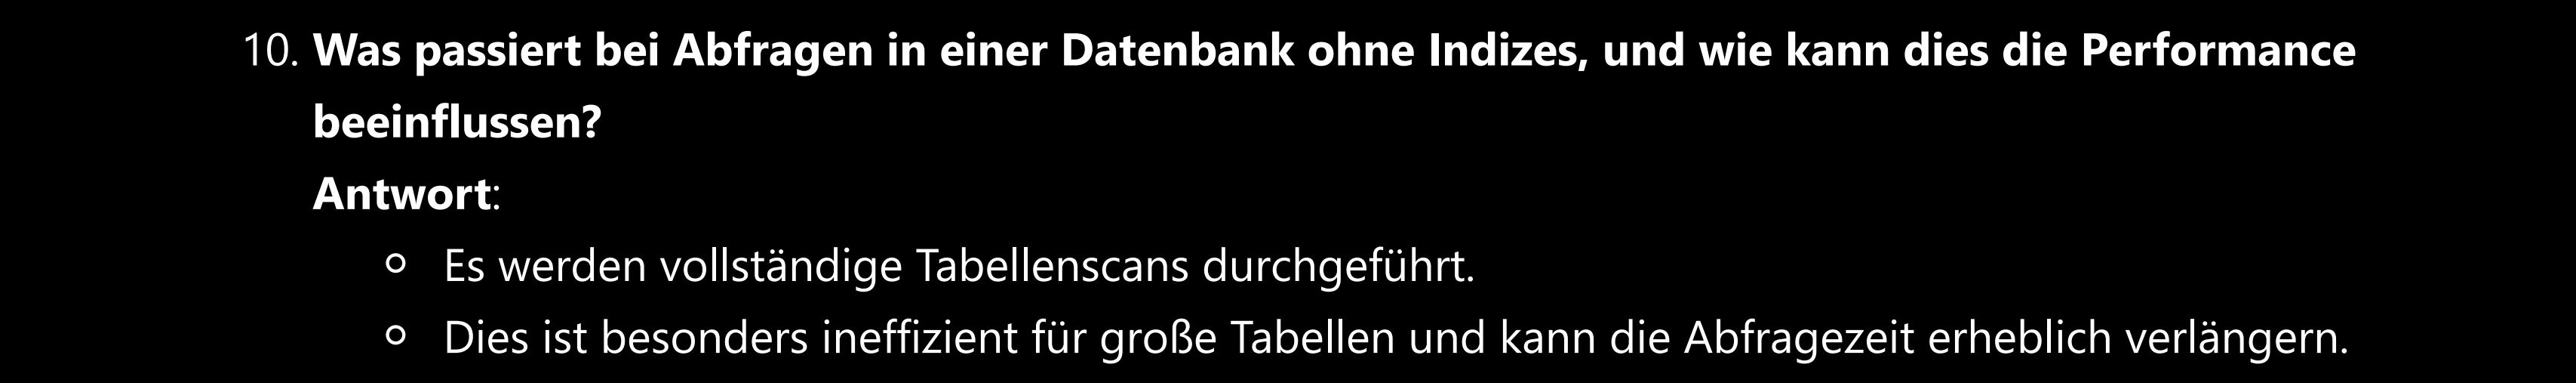 10. Was passiert bei Abfragen in einer Datenbank ohne Indizes, und wie kann dies die Performance
beeinflussen?
Antwort:
○ Es werden vollständige Tabellenscans durchgeführt.
○ Dies ist besonders ineffizient für große Tabellen und kann die Abfragezeit erheblich verlängern.